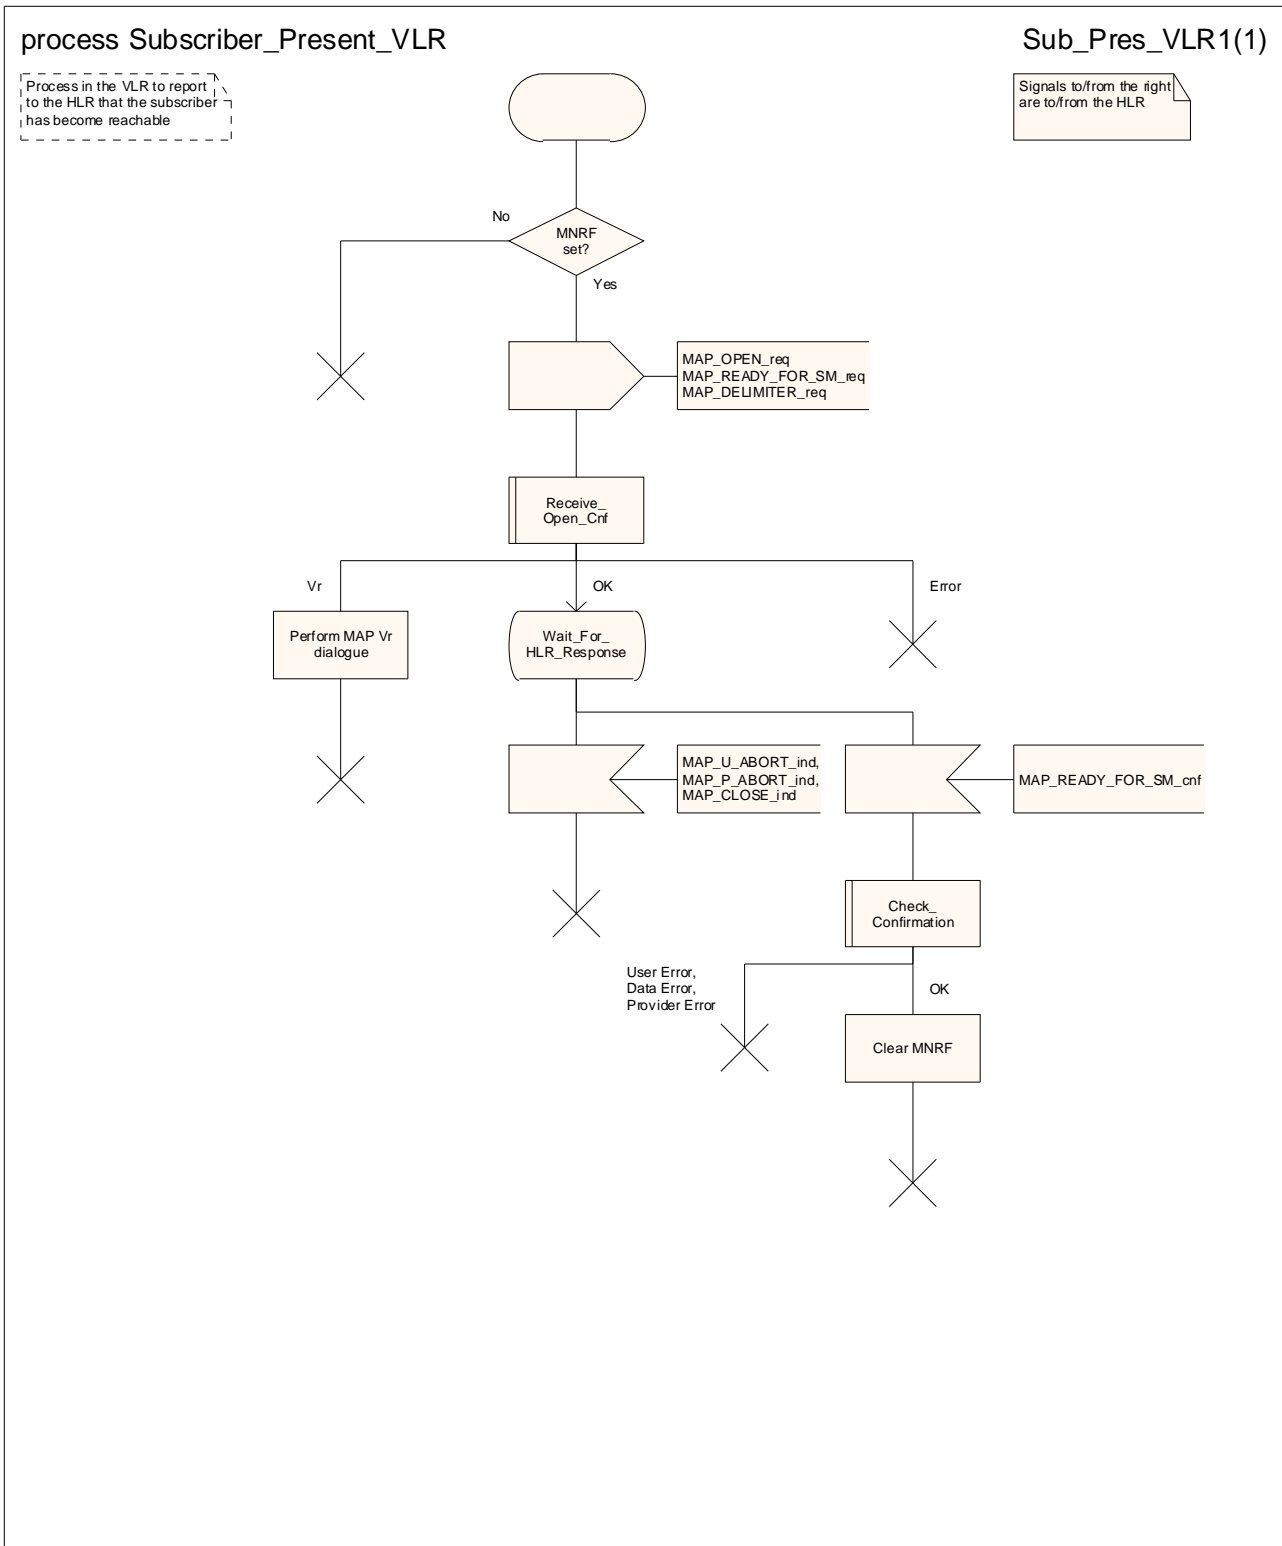 process Subscriber_Present_VLR
Sub_Pres_VLR1(1)
Process in the VLR to report
to the HLR that the subscriber
has become reachable
Signals to/from the right
are to/from the HLR
No
MNRF
set?
Yes
MAP_OPEN_req
MAP_READY_FOR_SM_req
MAP_DELIMITER_req
Receive_
Open_Cnf
Vr
OK
Error
Perform MAP Vr
dialogue
Wait_For_
HLR_Response
MAP_U_ABORT_ind,
MAP_P_ABORT_ind,
MAP_CLOSE_ind
MAP_READY_FOR_SM_cnf
Check_
Confirmation
User Error,
Data Error,
Provider Error
OK
Clear MNRF